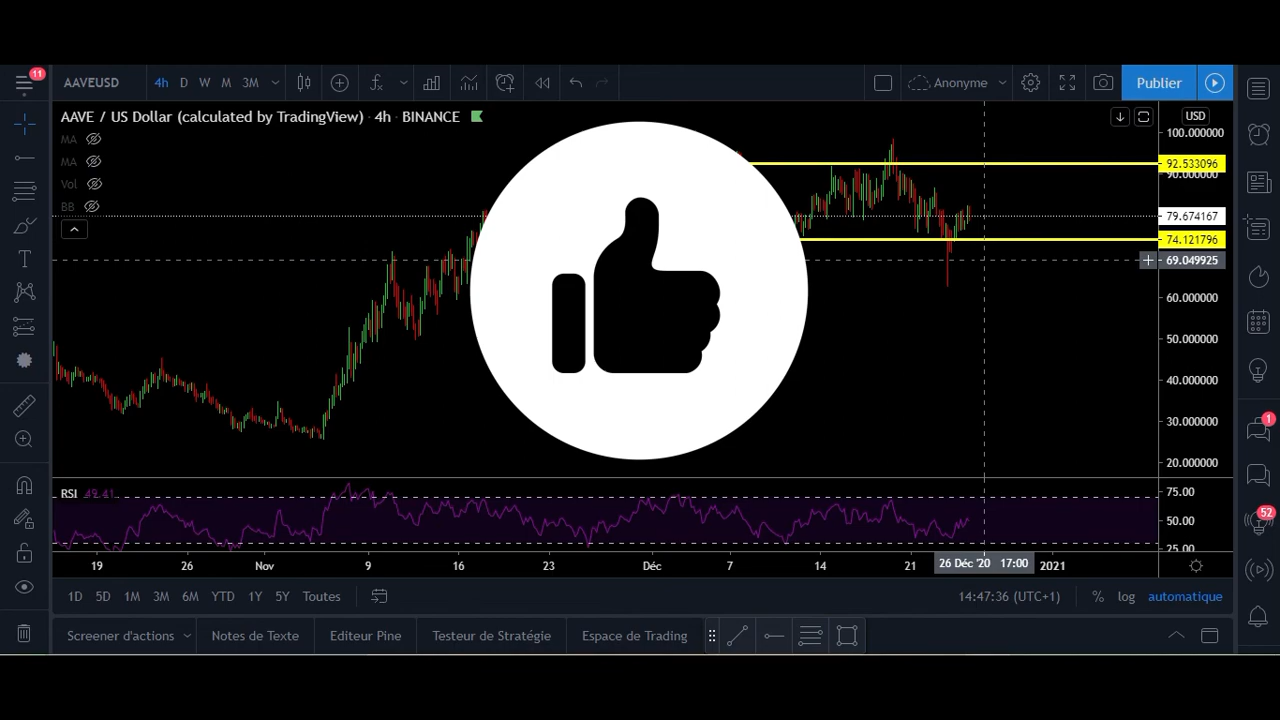 11
AAVEUSD 4h D W M 3M Anonyme Publier
AAVE / US Dollar (calculated by TradingView) · 4h · BINANCE USD
MA
MA
Vol
BB
100.000000
92.533096
90.000000
79.674167
74.121796
69.049925
60.000000
50.000000
40.000000
30.000000
20.000000
RSI 49.41
75.00
50.00
25.00
19 26 Nov 9 16 23 Déc 7 14 21 26 Déc '20 17:00 2021
1D 5D 1M 3M 6M YTD 1Y 5Y Toutes 14:47:36 (UTC+1) % log automatique
Screener d'actions Notes de Texte Editeur Pine Testeur de Stratégie Espace de Trading
1
52